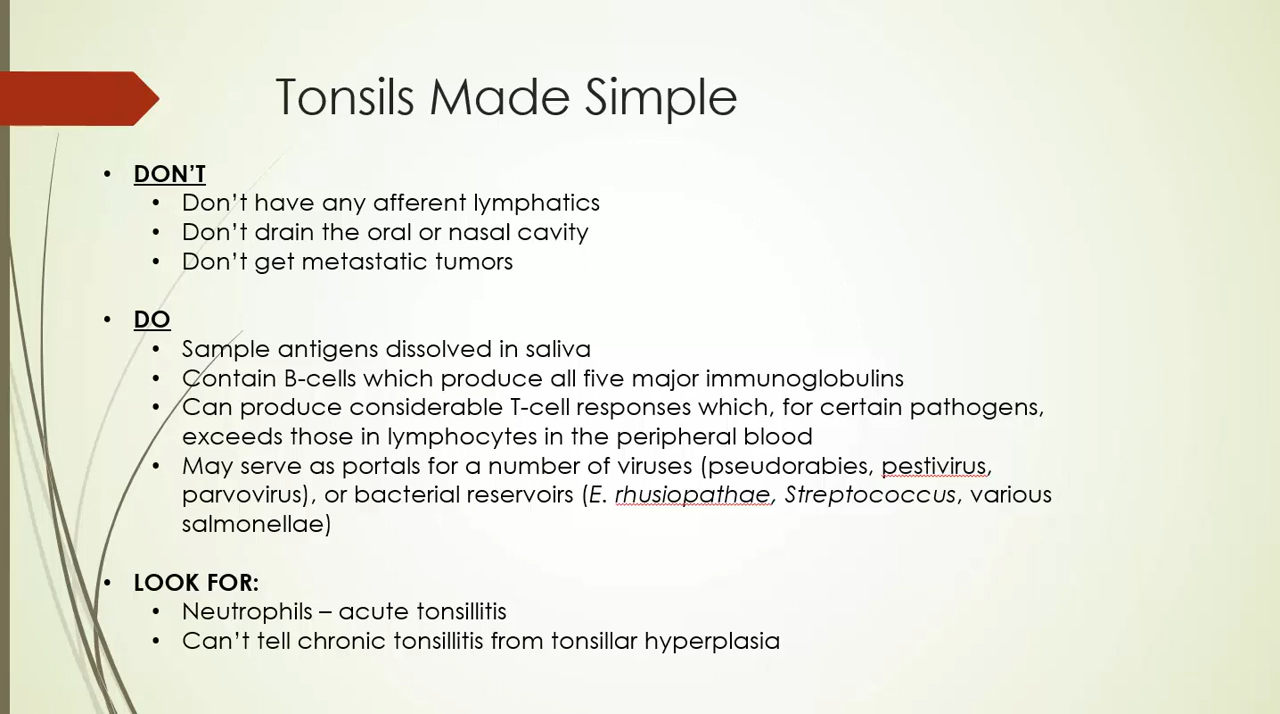 Tonsils Made Simple
• DON'T
• Don't have any afferent lymphatics
• Don't drain the oral or nasal cavity
• Don't get metastatic tumors
• DO
• Sample antigens dissolved in saliva
• Contain B-cells which produce all five major immunoglobulins
• Can produce considerable T-cell responses which, for certain pathogens,
exceeds those in lymphocytes in the peripheral blood
• May serve as portals for a number of viruses (pseudorabies, pestivirus,
parvovirus), or bacterial reservoirs (E. rhusiopathae, Streptococcus, various
salmonellae)
• LOOK FOR:
• Neutrophils – acute tonsillitis
• Can't tell chronic tonsillitis from tonsillar hyperplasia